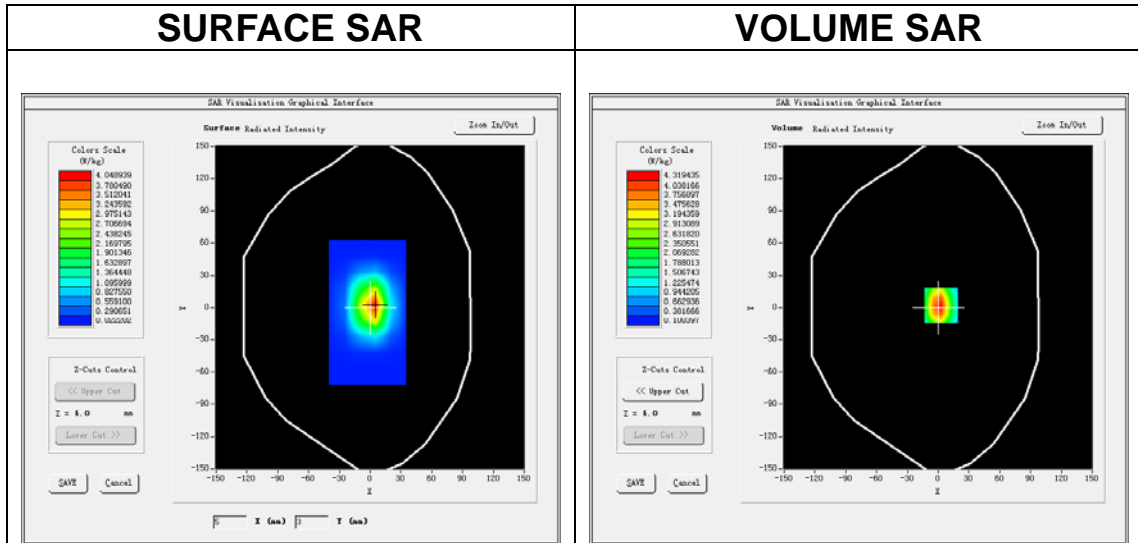 SURFACE SAR
VOLUME SAR
SAR Visualisation Graphical Interface
Surface Radiated Intensity
Zoom In/Out
Colors Scale
(W/kg)
4.048939
3.780490
3.512041
3.243592
2.975143
2.706694
2.438245
2.169795
1.901346
1.632897
1.364448
1.095999
0.827550
0.559100
0.290651
0.022202
150
120
90
60
30
0
-30
-60
-90
-120
-150
Y
-150 -120 -90 -60 -30 0 30 60 90 120 150
X
Z-Cuts Control
<< Upper Cut
Z = 4.0 mm
Lower Cut >>
SAVE Cancel
5 X (mm) 3 Y (mm)
SAR Visualisation Graphical Interface
Volume Radiated Intensity
Zoom In/Out
Colors Scale
(W/kg)
4.319435
4.038166
3.756897
3.475628
3.194359
2.913089
2.631820
2.350551
2.069282
1.788013
1.506743
1.225474
0.944205
0.662936
0.381666
0.100397
150
120
90
60
30
0
-30
-60
-90
-120
-150
Y
-150 -120 -90 -60 -30 0 30 60 90 120 150
X
Z-Cuts Control
<< Upper Cut
Z = 4.0 mm
Lower Cut >>
SAVE Cancel